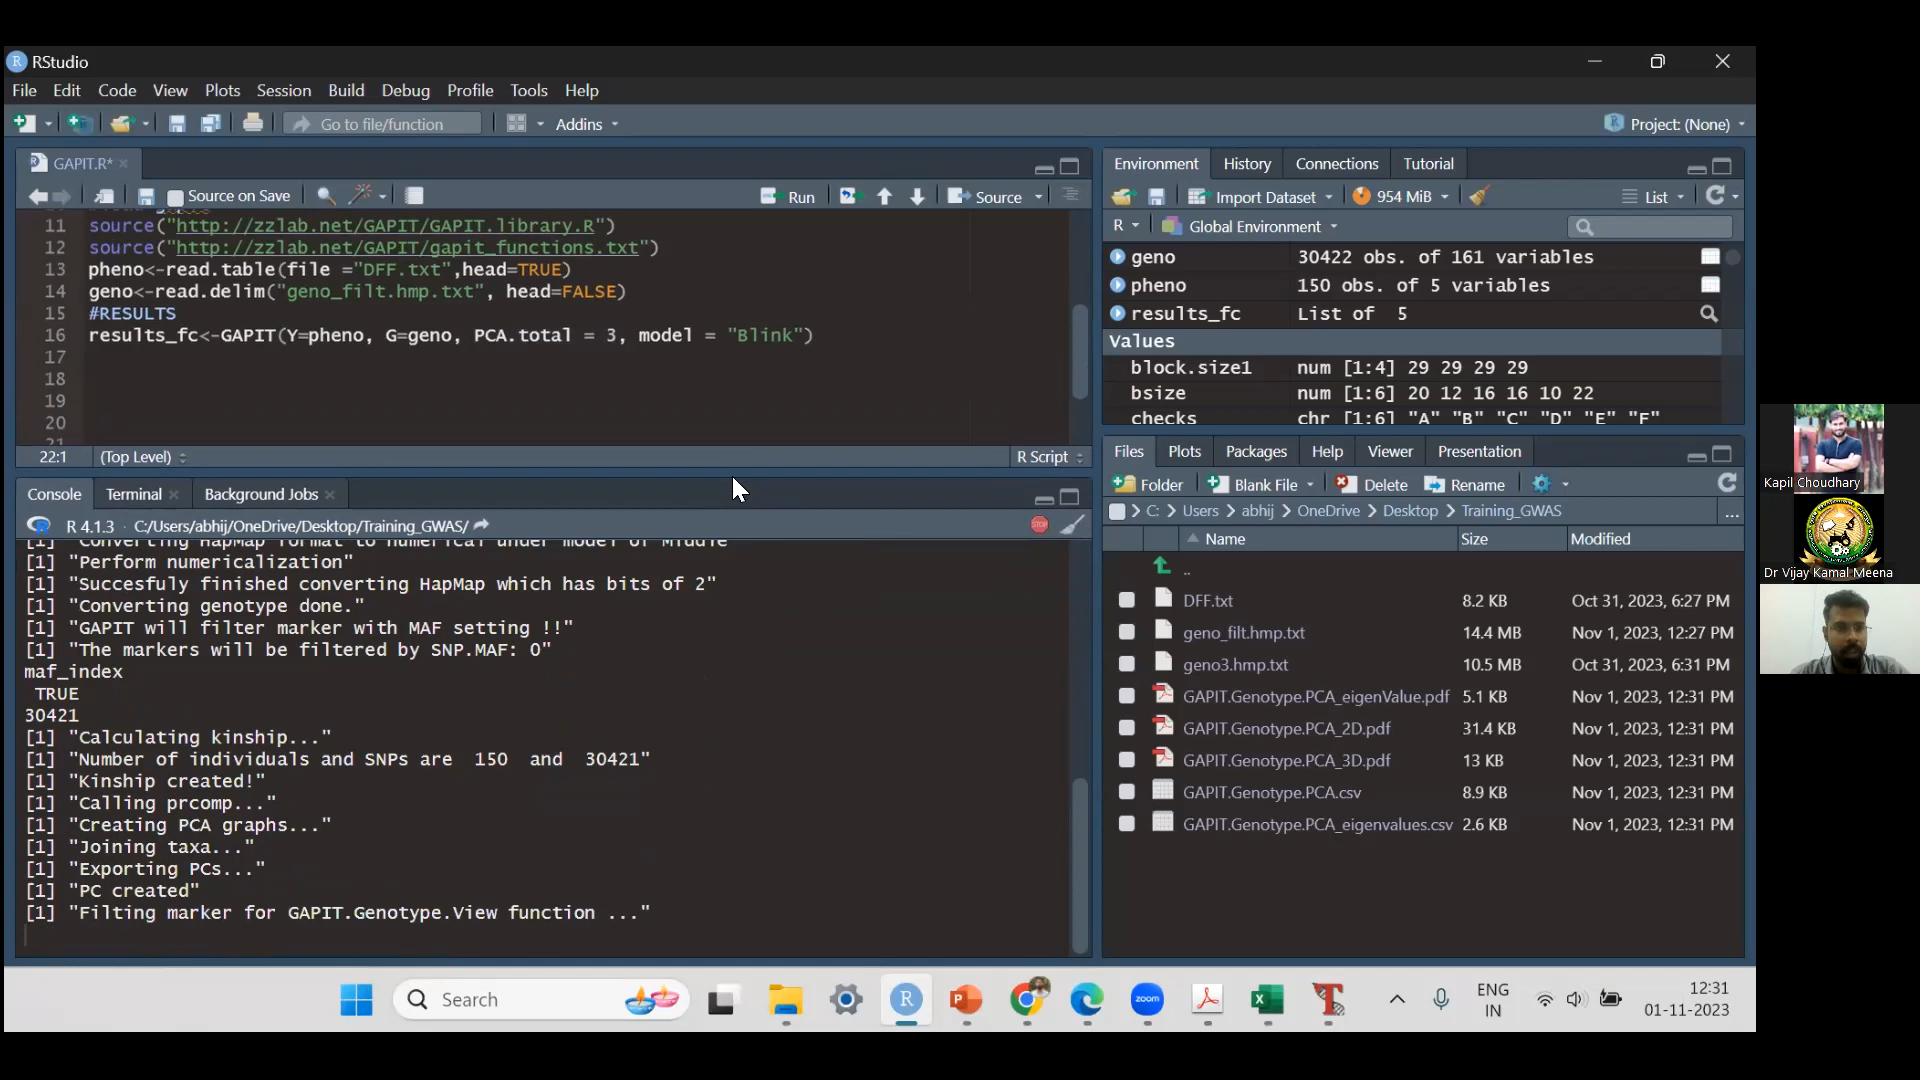 RStudio
File Edit Code View Plots Session Build Debug Profile Tools Help
Go to file/function Addins Project: (None)
GAPIT.R*
Source on Save Run Source
11 source("http://zzlab.net/GAPIT/GAPIT.library.R")
12 source("http://zzlab.net/GAPIT/gapit_functions.txt")
13 pheno<-read.table(file ="DFF.txt",head=TRUE)
14 geno<-read.delim("geno_filt.hmp.txt", head=FALSE)
15 #RESULTS
16 results_fc<-GAPIT(Y=pheno, G=geno, PCA.total = 3, model = "Blink")
17
18
19
20
21
22:1 (Top Level) R Script
Console Terminal Background Jobs
R 4.1.3 · C:/Users/abhij/OneDrive/Desktop/Training_GWAS/
[1] "Converting HapMap format to numerical under model of Middle"
[1] "Perform numericalization"
[1] "Succesfuly finished converting HapMap which has bits of 2"
[1] "Converting genotype done."
[1] "GAPIT will filter marker with MAF setting !!"
[1] "The markers will be filtered by SNP.MAF: 0"
maf_index
TRUE
30421
[1] "Calculating kinship..."
[1] "Number of individuals and SNPs are  150  and  30421"
[1] "Kinship created!"
[1] "Calling prcomp..."
[1] "Creating PCA graphs..."
[1] "Joining taxa..."
[1] "Exporting PCs..."
[1] "PC created"
[1] "Filting marker for GAPIT.Genotype.View function ..."
Environment History Connections Tutorial
Import Dataset 954 MiB List
R Global Environment
geno 30422 obs. of 161 variables
pheno 150 obs. of 5 variables
results_fc List of 5
Values
block.size1 num [1:4] 29 29 29 29
bsize num [1:6] 20 12 16 16 10 22
checks chr [1:6] "A" "B" "C" "D" "E" "F"
Files Plots Packages Help Viewer Presentation
Folder Blank File Delete Rename
C: > Users > abhij > OneDrive > Desktop > Training_GWAS ...
Name Size Modified
..
DFF.txt 8.2 KB Oct 31, 2023, 6:27 PM
geno_filt.hmp.txt 14.4 MB Nov 1, 2023, 12:27 PM
geno3.hmp.txt 10.5 MB Oct 31, 2023, 6:31 PM
GAPIT.Genotype.PCA_eigenValue.pdf 5.1 KB Nov 1, 2023, 12:31 PM
GAPIT.Genotype.PCA_2D.pdf 31.4 KB Nov 1, 2023, 12:31 PM
GAPIT.Genotype.PCA_3D.pdf 13 KB Nov 1, 2023, 12:31 PM
GAPIT.Genotype.PCA.csv 8.9 KB Nov 1, 2023, 12:31 PM
GAPIT.Genotype.PCA_eigenvalues.csv 2.6 KB Nov 1, 2023, 12:31 PM
Kapil Choudhary
Dr Vijay Kamal Meena
Search
zoom
ENG
IN
12:31
01-11-2023